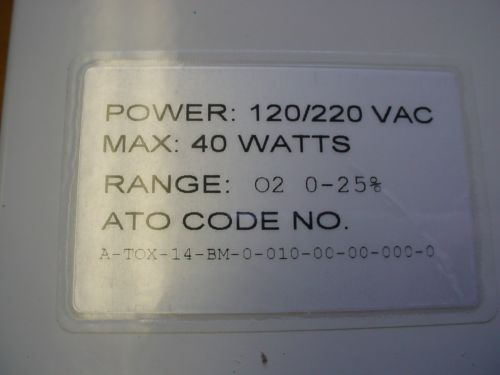 POWER: 120/220 VAC
MAX: 40 WATTS
RANGE: O2 0-25%
ATO CODE NO.
A-TOX-14-BM-0-010-00-00-000-0